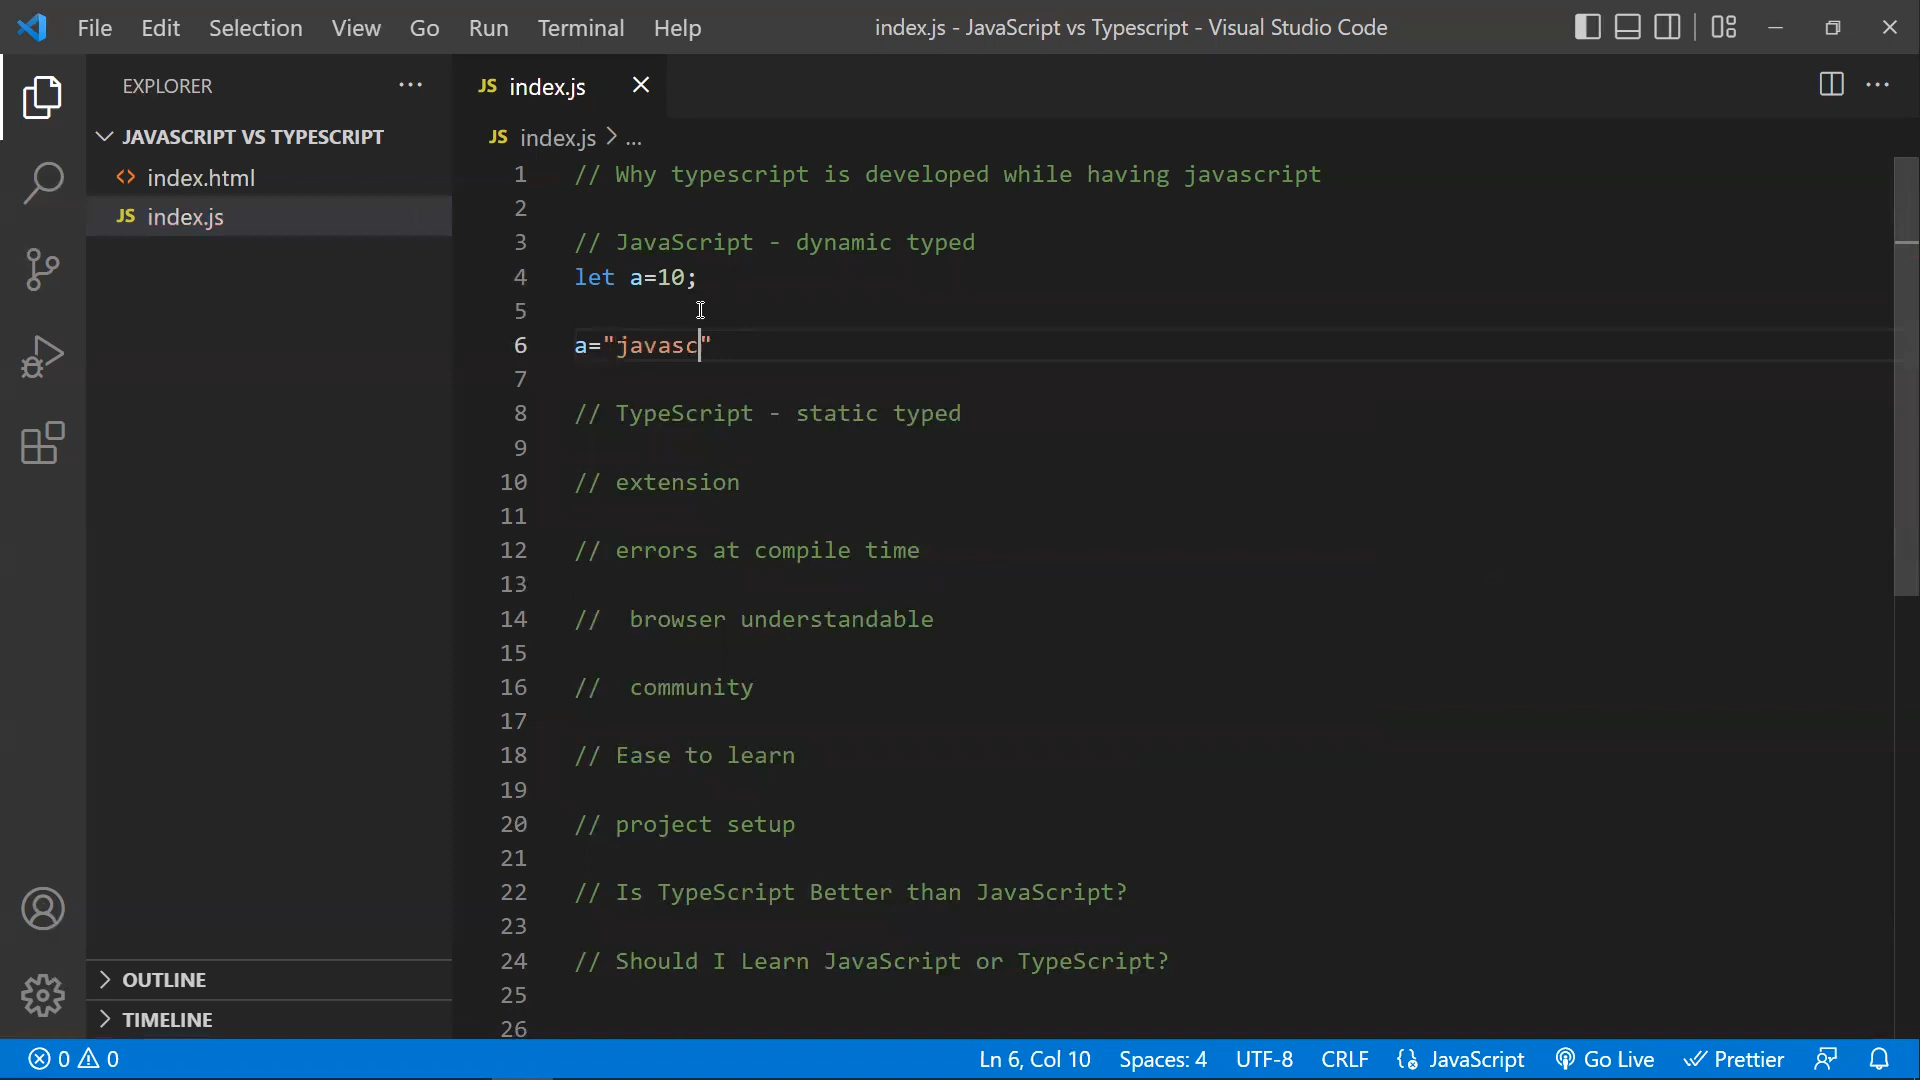 File Edit Selection View Go Run Terminal Help index.js - JavaScript vs Typescript - Visual Studio Code
EXPLORER
JAVASCRIPT VS TYPESCRIPT
<> index.html
JS index.js
OUTLINE
TIMELINE
JS index.js
JS index.js > ...
1 // Why typescript is developed while having javascript
2
3 // JavaScript - dynamic typed
4 let a=10;
5
6 a="javasc"
7
8 // TypeScript - static typed
9
10 // extension
11
12 // errors at compile time
13
14 //  browser understandable
15
16 //  community
17
18 // Ease to learn
19
20 // project setup
21
22 // Is TypeScript Better than JavaScript?
23
24 // Should I Learn JavaScript or TypeScript?
25
26
0 0 Ln 6, Col 10 Spaces: 4 UTF-8 CRLF JavaScript Go Live Prettier